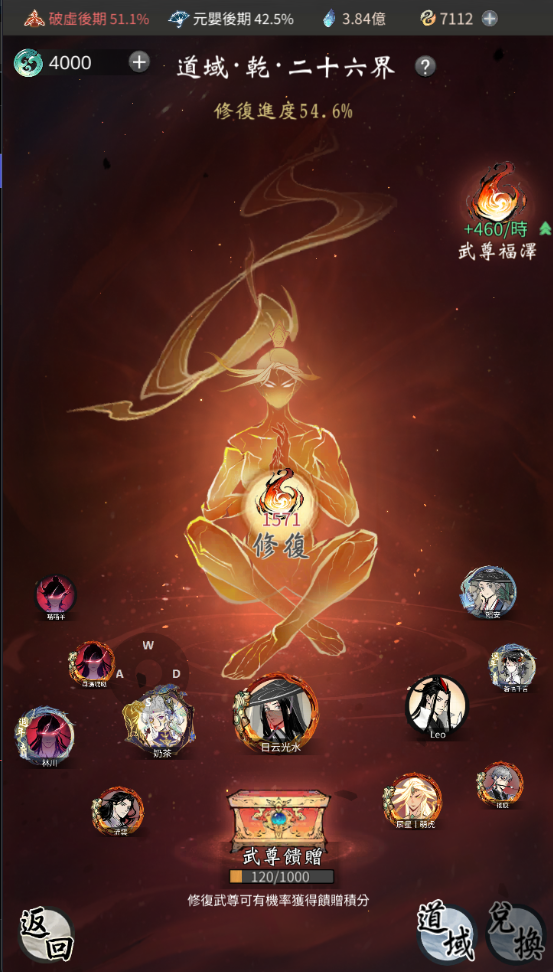 破虛後期 51.1% 元嬰後期 42.5% 3.84億 7112
4000
道域·乾·二十六界 ?
修復進度54.6%
+460/時
武尊福澤
1571
修復
W
A D
林川
奶茶
日云光水
Leo
武尊饋贈
120/1000
修復武尊可有機率獲得饋贈積分
返回
道域
兌換